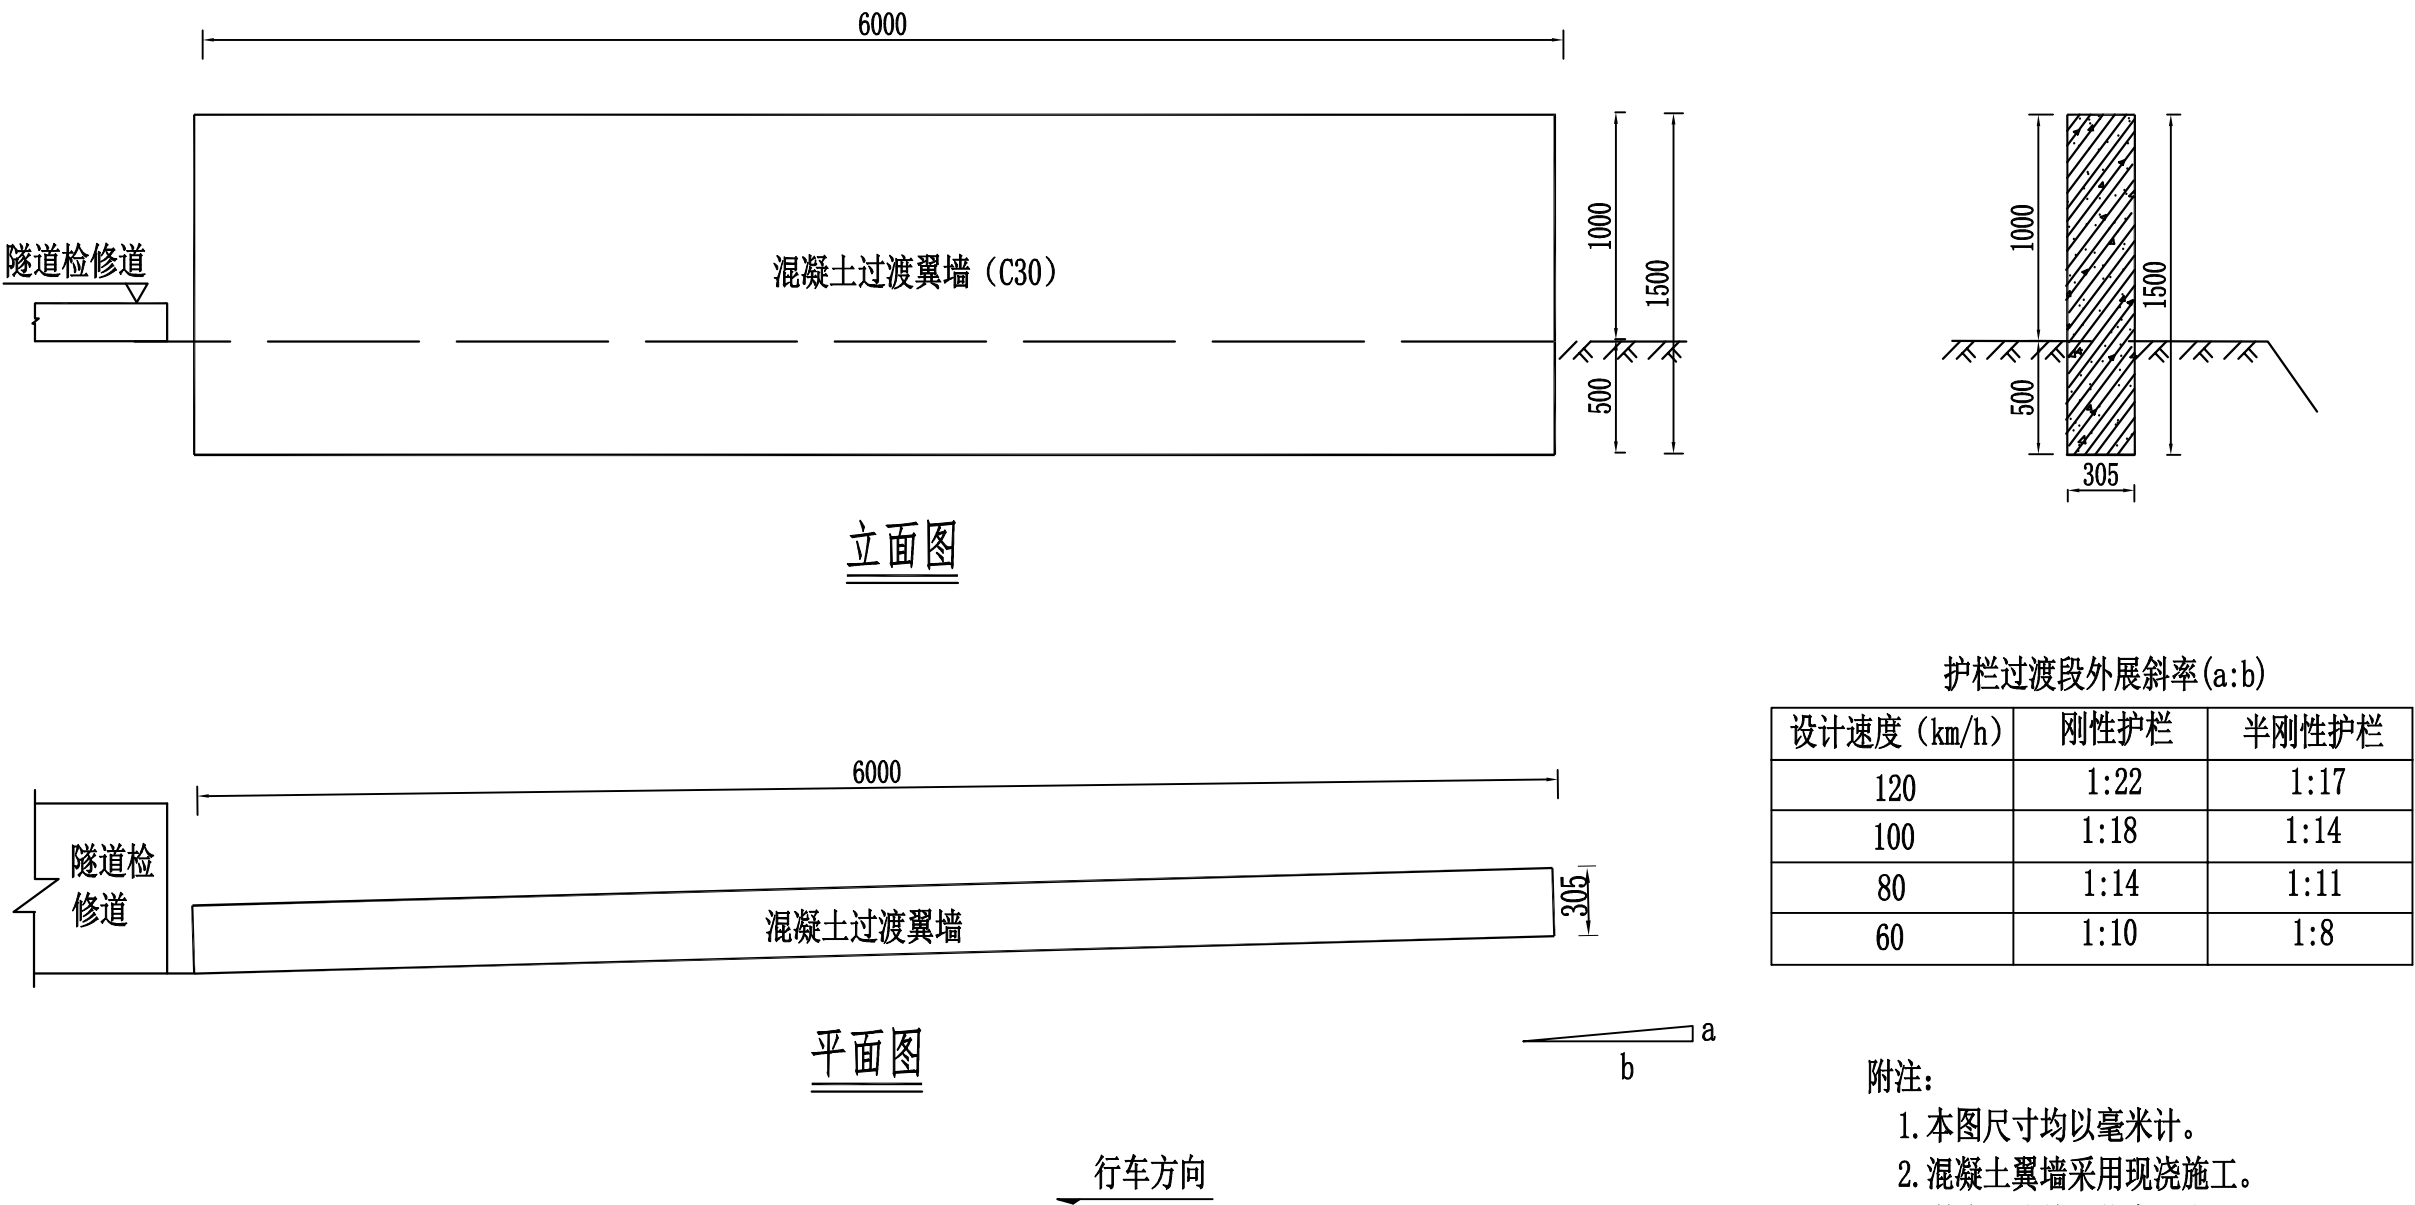 6000
隧道检修道
混凝土过渡翼墙（C30）
1000
500
1500
1000
500
1500
305
立面图
6000
隧道检
修道
混凝土过渡翼墙
305
平面图
a
b
行车方向
护栏过渡段外展斜率(a:b)
设计速度（km/h） 刚性护栏 半刚性护栏
120 1:22 1:17
100 1:18 1:14
80 1:14 1:11
60 1:10 1:8
附注：
1.本图尺寸均以毫米计。
2.混凝土翼墙采用现浇施工。